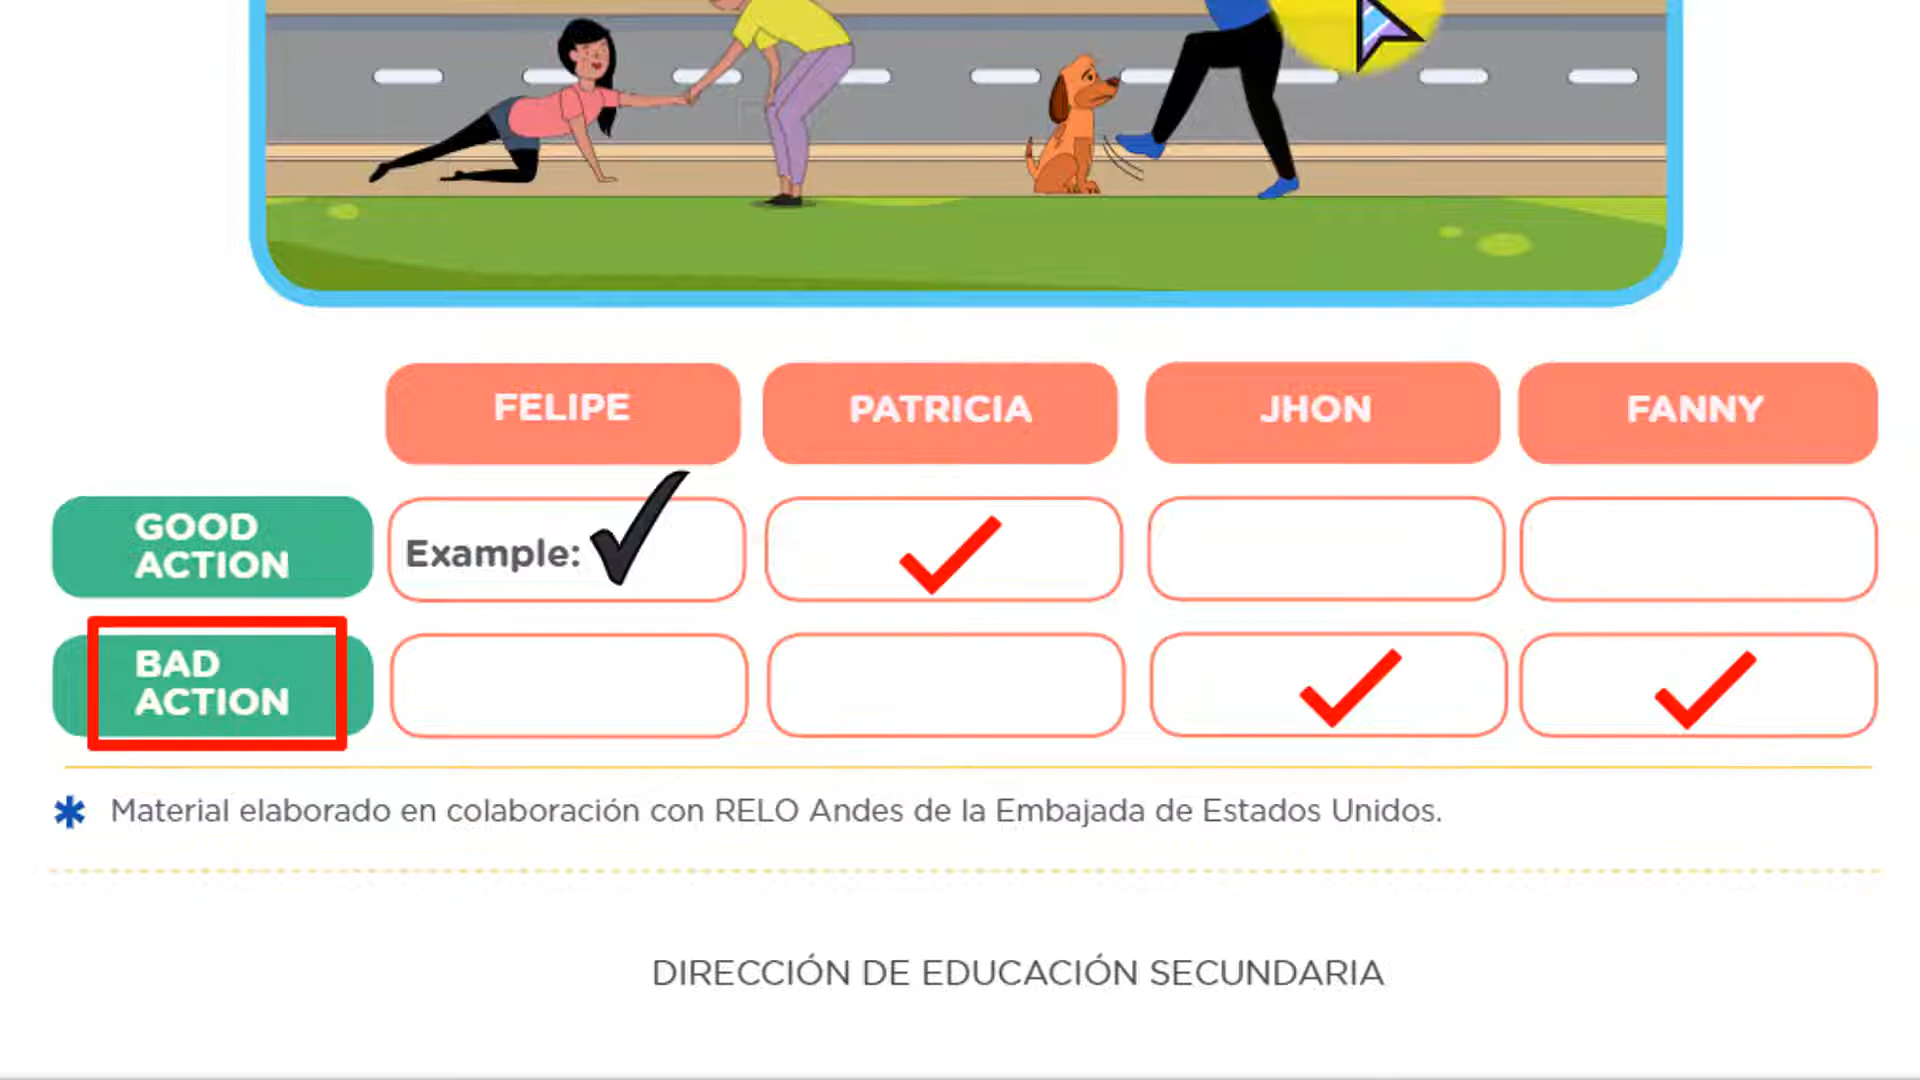 FELIPE
PATRICIA
JHON
FANNY
GOOD
ACTION
Example:
BAD
ACTION
Material elaborado en colaboración con RELO Andes de la Embajada de Estados Unidos.
DIRECCIÓN DE EDUCACIÓN SECUNDARIA